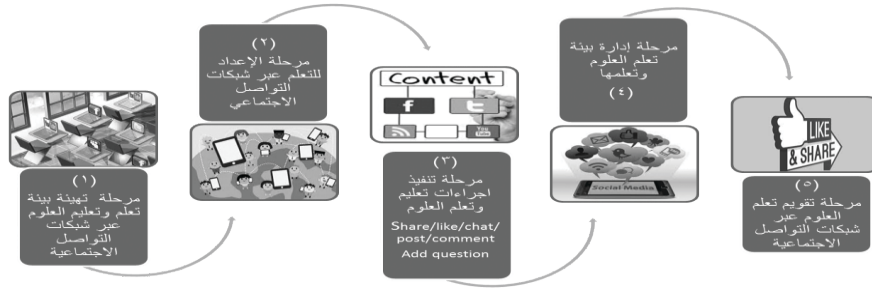 (١)
مرحلة تهيئة بيئة
تعلم وتعليم العلوم
عبر شبكات
التواصل
الاجتماعية
(٢)
مرحلة الإعداد
للتعلم عبر شبكات
التواصل
الاجتماعي
Content
f
t
You
Tube
(٣)
مرحلة تنفيذ
اجراءات تعليم
وتعلم العلوم
Share/like/chat/
post/comment
Add question
مرحلة إدارة بيئة
تعلم العلوم
وتعلمها
(٤)
Social Media
LIKE
& SHARE
(٥)
مرحلة تقويم تعلم
العلوم عبر
شبكات التواصل
الاجتماعية